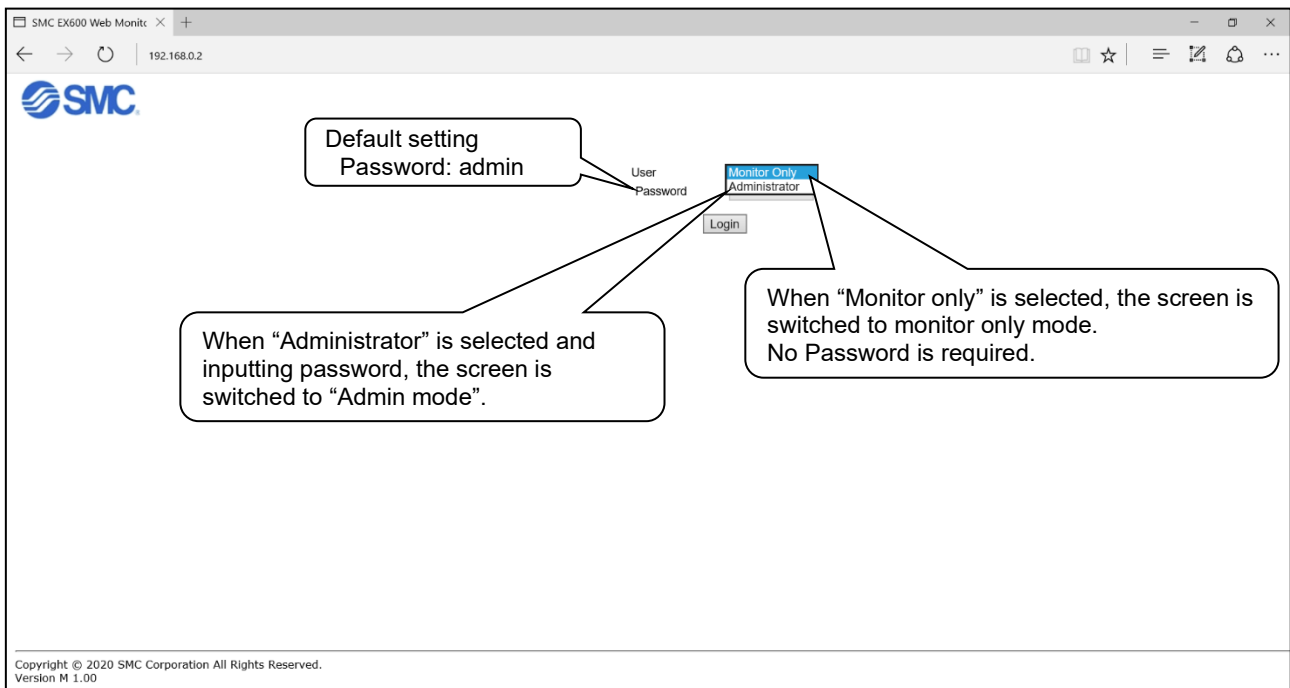 SMC EX600 Web Monitc
192.168.0.2
SMC
Default setting
Password: admin
User
Monitor Only
Password
Administrator
Login
When “Monitor only” is selected, the screen is
switched to monitor only mode.
No Password is required.
When “Administrator” is selected and
inputting password, the screen is
switched to “Admin mode”.
Copyright © 2020 SMC Corporation All Rights Reserved.
Version M 1.00